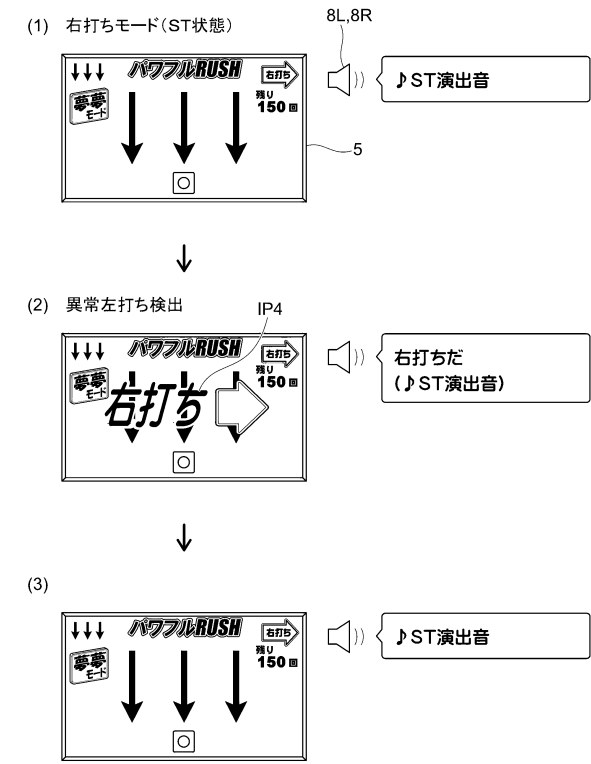 (1) 右打ちモード(ST状態)
8L,8R
パワフルRUSH
右打ち
夢夢
モード
残り
150回
♪ST演出音
5
(2) 異常左打ち検出
IP4
パワフルRUSH
右打ち
夢夢
モード
残り
150回
右打ち
右打ちだ
(♪ST演出音)
(3)
パワフルRUSH
右打ち
夢夢
モード
残り
150回
♪ST演出音